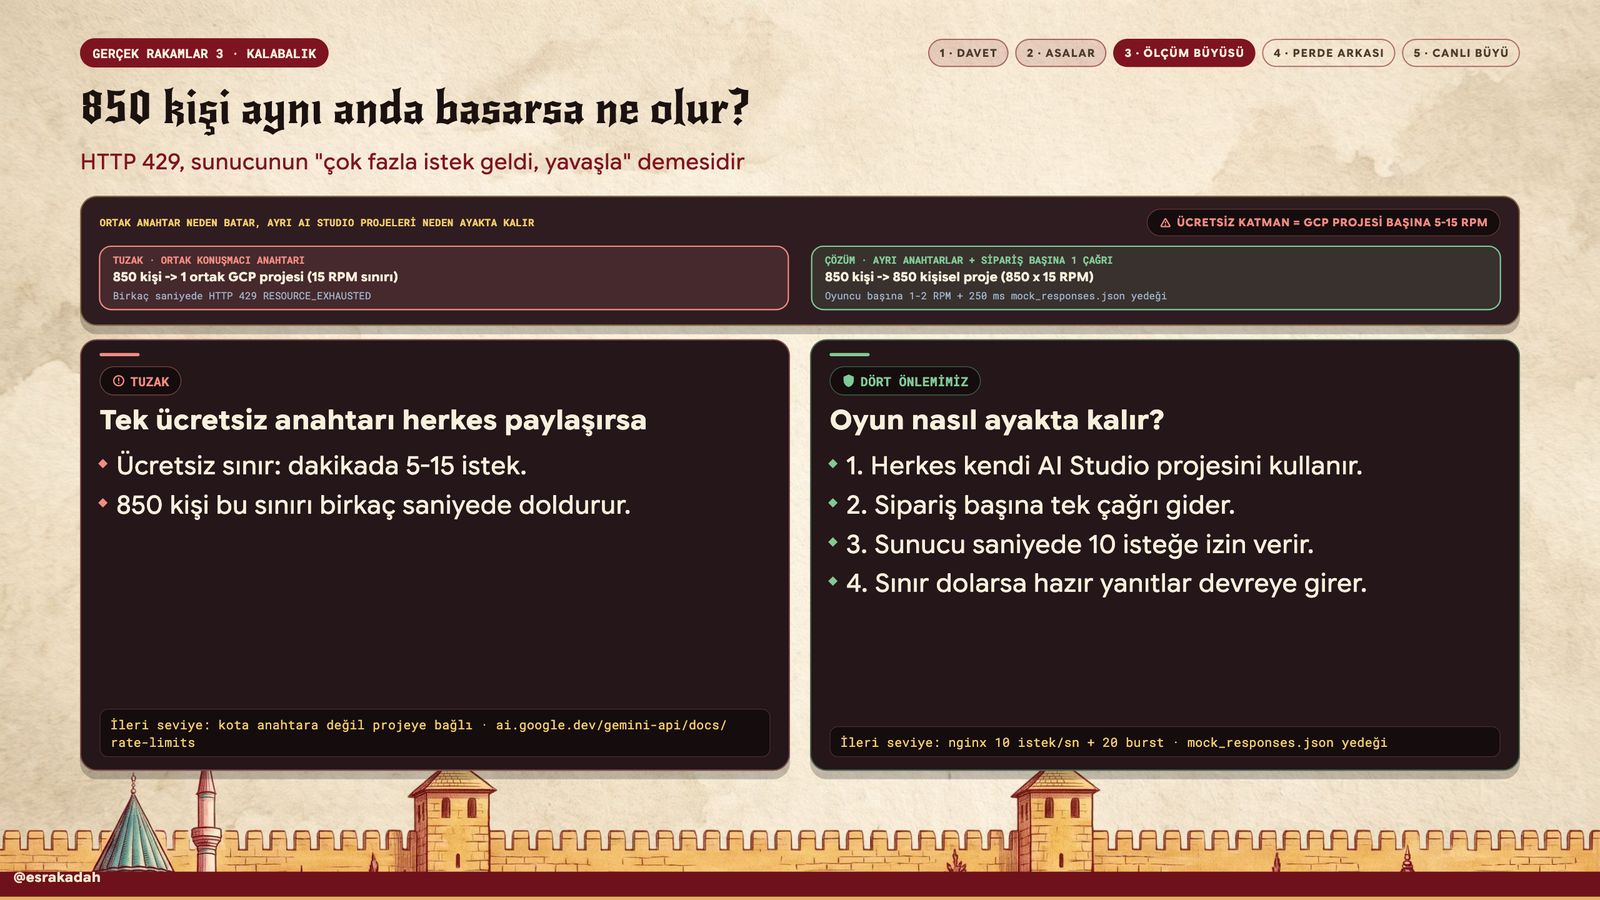 GERÇEK RAKAMLAR 3 · KALABALIK
1 · DAVET
2 · ASALAR
3 · ÖLÇÜM BÜYÜSÜ
4 · PERDE ARKASI
5 · CANLI BÜYÜ
850 kişi aynı anda basarsa ne olur?
HTTP 429, sunucunun "çok fazla istek geldi, yavaşla" demesidir
ORTAK ANAHTAR NEDEN BATAR, AYRI AI STUDIO PROJELERİ NEDEN AYAKTA KALIR
ÜCRETSİZ KATMAN = GCP PROJESİ BAŞINA 5-15 RPM
TUZAK · ORTAK KONUŞMACI ANAHTARI
850 kişi -> 1 ortak GCP projesi (15 RPM sınırı)
Birkaç saniyede HTTP 429 RESOURCE_EXHAUSTED
ÇÖZÜM · AYRI ANAHTARLAR + SİPARİŞ BAŞINA 1 ÇAĞRI
850 kişi -> 850 kişisel proje (850 x 15 RPM)
Oyuncu başına 1-2 RPM + 250 ms mock_responses.json yedeği
TUZAK
Tek ücretsiz anahtarı herkes paylaşırsa
Ücretsiz sınır: dakikada 5-15 istek.
850 kişi bu sınırı birkaç saniyede doldurur.
İleri seviye: kota anahtara değil projeye bağlı · ai.google.dev/gemini-api/docs/
rate-limits
DÖRT ÖNLEMİMİZ
Oyun nasıl ayakta kalır?
1. Herkes kendi AI Studio projesini kullanır.
2. Sipariş başına tek çağrı gider.
3. Sunucu saniyede 10 isteğe izin verir.
4. Sınır dolarsa hazır yanıtlar devreye girer.
İleri seviye: nginx 10 istek/sn + 20 burst · mock_responses.json yedeği
@esrakadah